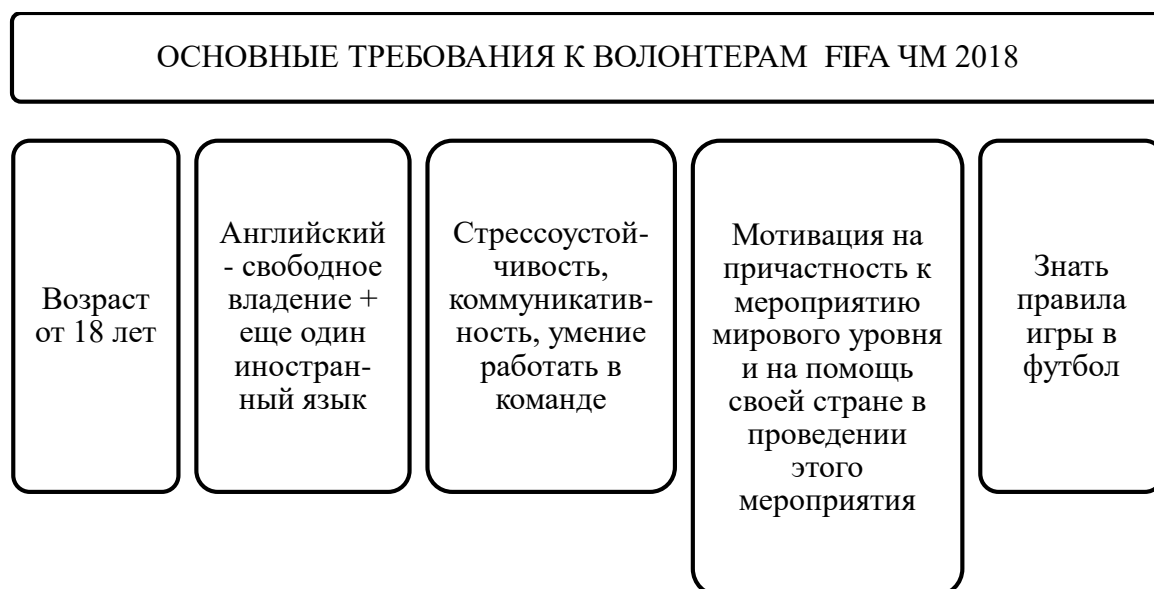 ОСНОВНЫЕ ТРЕБОВАНИЯ К ВОЛОНТЕРАМ FIFA ЧМ 2018
Возраст
от 18 лет
Английский
- свободное
владение +
еще один
иностран-
ный язык
Стрессоустой-
чивость,
коммуникатив-
ность, умение
работать в
команде
Мотивация на
причастность к
мероприятию
мирового уровня
и на помощь
своей стране в
проведении
этого
мероприятия
Знать
правила
игры в
футбол